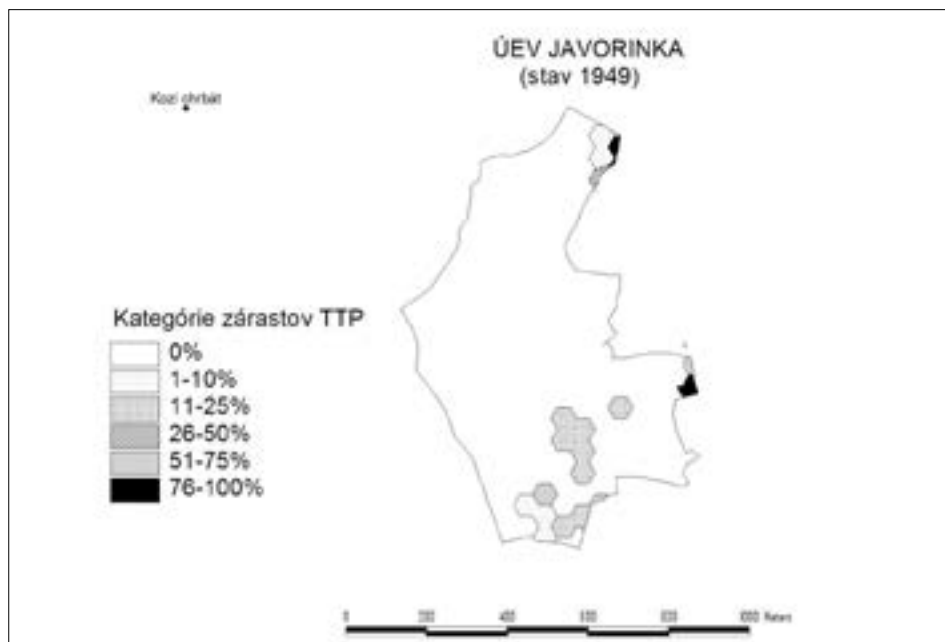 ÚEV JAVORINKA
(stav 1949)
Kozí chrbát
Kategórie zárastov TTP
0%
1-10%
11-25%
26-50%
51-75%
76-100%
0 200 400 600 800 1000 Meters